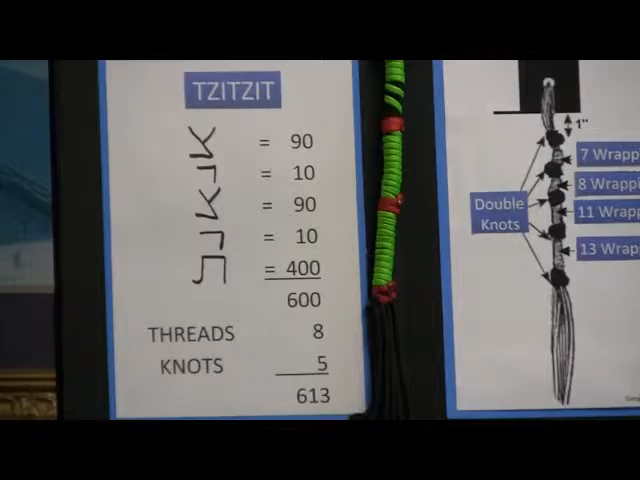 TZITZIT
צ = 90
י = 10
צ = 90
י = 10
ת = 400
600
THREADS 8
KNOTS 5
613
1"
7 Wrappi
8 Wrappi
Double
Knots
11 Wrapp
13 Wrap